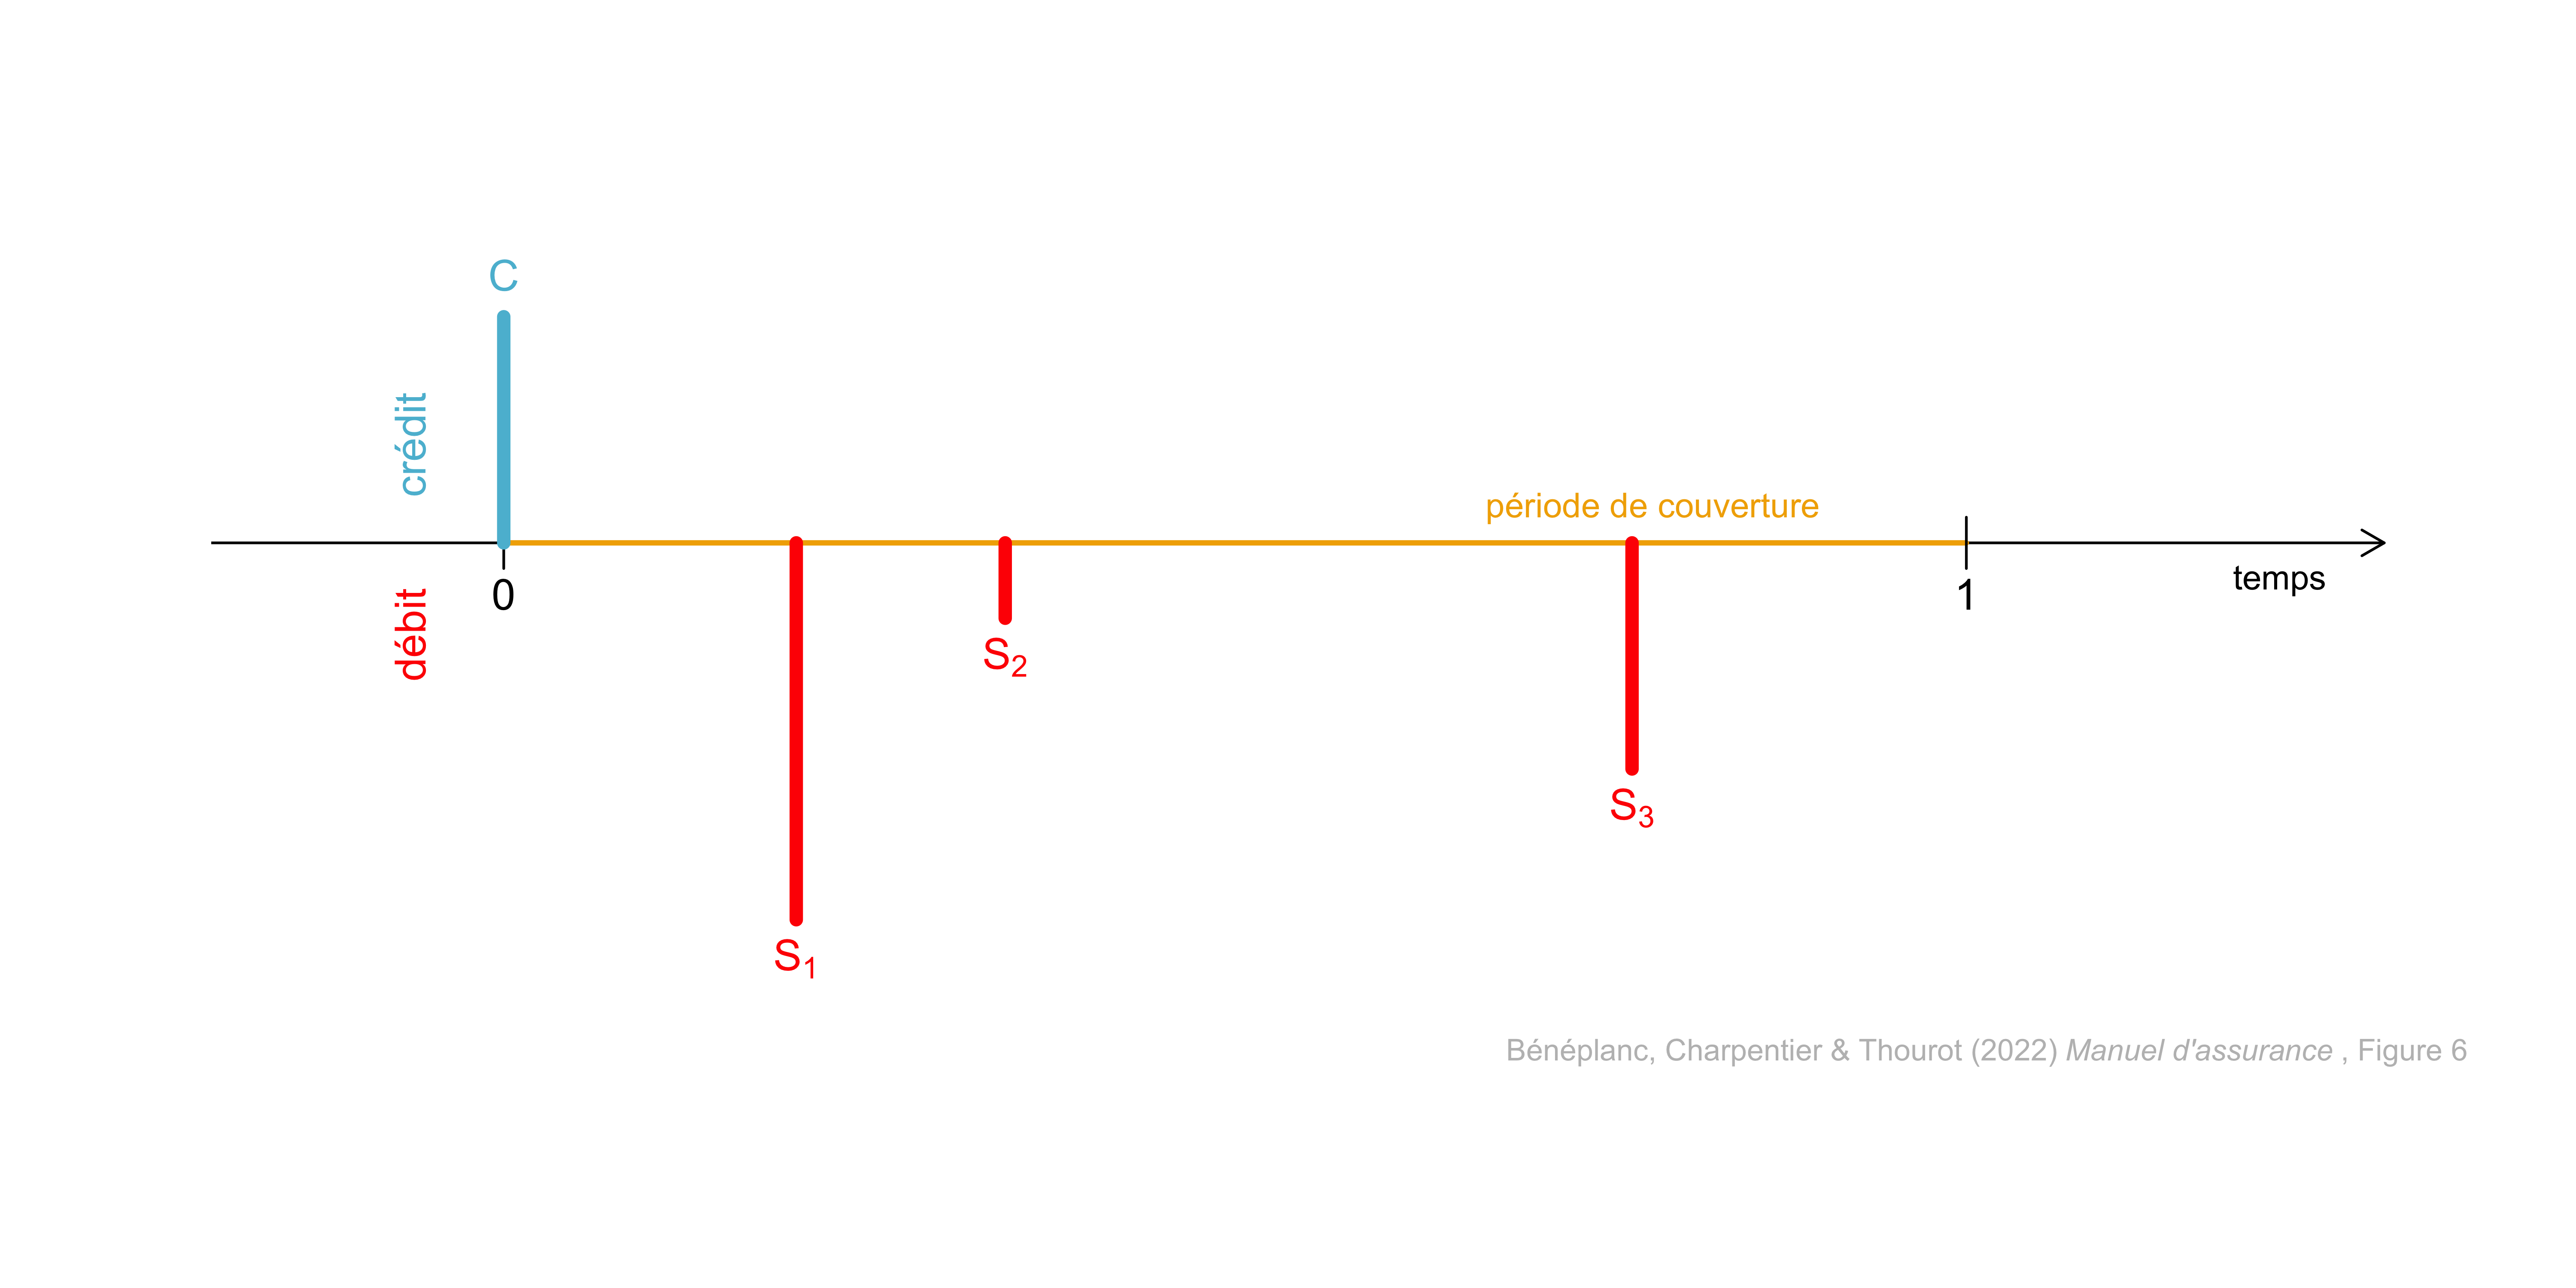 C
crédit
période de couverture
débit
0
1
temps
S2
S3
S1
Bénéplanc, Charpentier & Thourot (2022) Manuel d'assurance , Figure 6